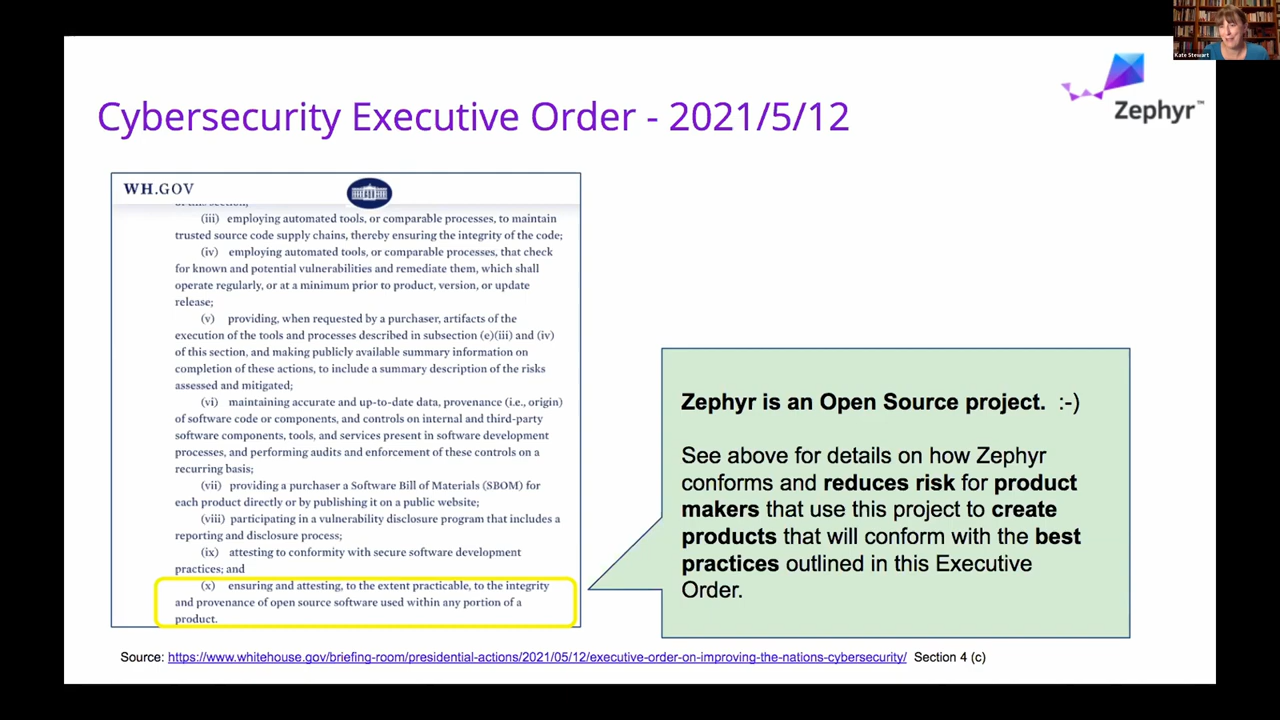 Kate Stewart
Zephyr™
Cybersecurity Executive Order - 2021/5/12
WH.GOV
of this section;
(iii) employing automated tools, or comparable processes, to maintain
trusted source code supply chains, thereby ensuring the integrity of the code;
(iv) employing automated tools, or comparable processes, that check
for known and potential vulnerabilities and remediate them, which shall
operate regularly, or at a minimum prior to product, version, or update
release;
(v) providing, when requested by a purchaser, artifacts of the
execution of the tools and processes described in subsection (e)(iii) and (iv)
of this section, and making publicly available summary information on
completion of these actions, to include a summary description of the risks
assessed and mitigated;
(vi) maintaining accurate and up-to-date data, provenance (i.e., origin)
of software code or components, and controls on internal and third-party
software components, tools, and services present in software development
processes, and performing audits and enforcement of these controls on a
recurring basis;
(vii) providing a purchaser a Software Bill of Materials (SBOM) for
each product directly or by publishing it on a public website;
(viii) participating in a vulnerability disclosure program that includes a
reporting and disclosure process;
(ix) attesting to conformity with secure software development
practices; and
(x) ensuring and attesting, to the extent practicable, to the integrity
and provenance of open source software used within any portion of a
product.
Zephyr is an Open Source project. :-)
See above for details on how Zephyr
conforms and reduces risk for product
makers that use this project to create
products that will conform with the best
practices outlined in this Executive
Order.
Source: https://www.whitehouse.gov/briefing-room/presidential-actions/2021/05/12/executive-order-on-improving-the-nations-cybersecurity/ Section 4 (c)